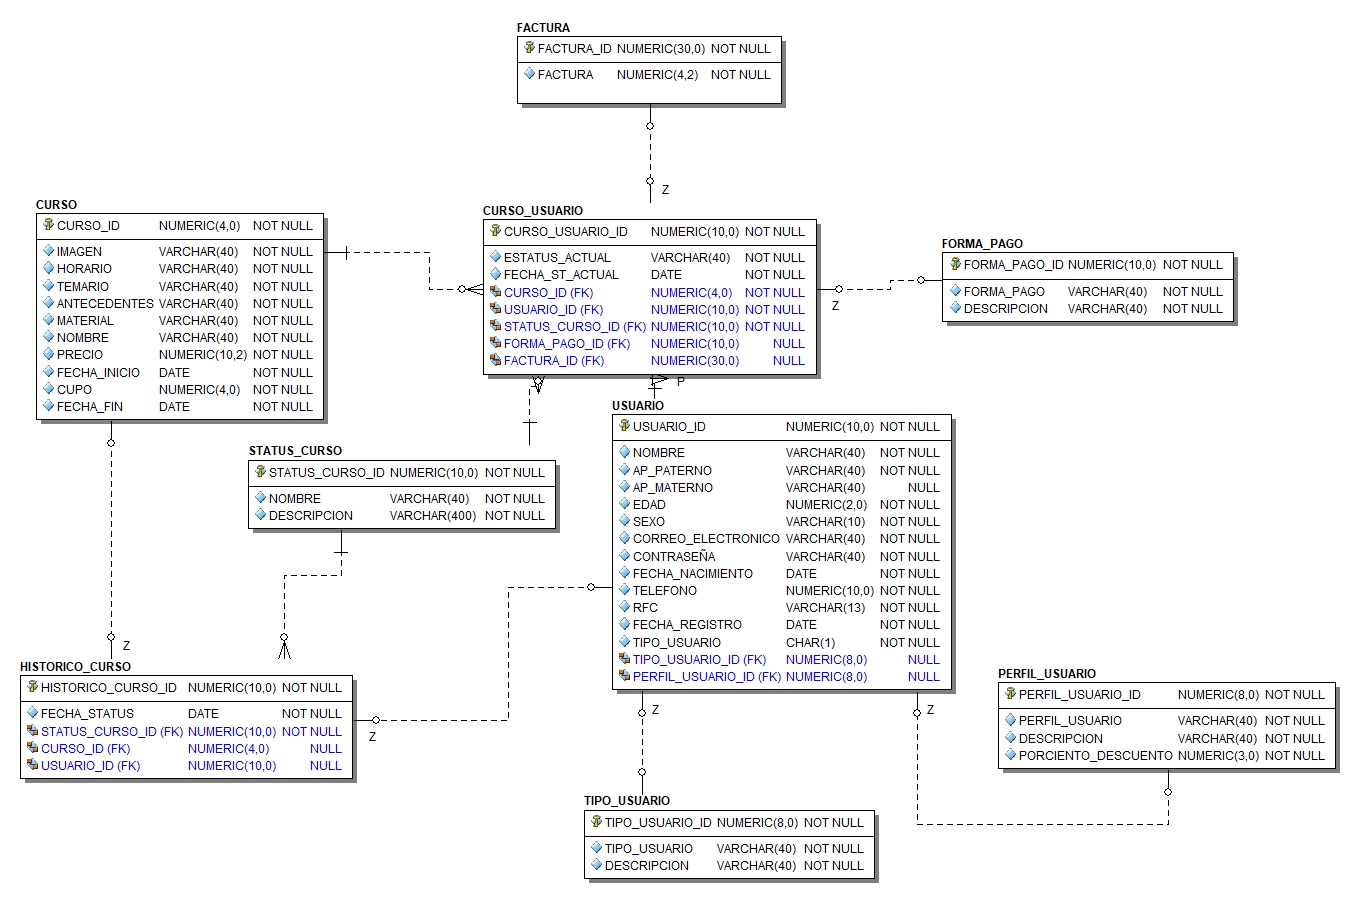 FACTURA
FACTURA_ID NUMERIC(30,0) NOT NULL
FACTURA NUMERIC(4,2) NOT NULL
Z
CURSO
CURSO_ID NUMERIC(4,0) NOT NULL
IMAGEN VARCHAR(40) NOT NULL
HORARIO VARCHAR(40) NOT NULL
TEMARIO VARCHAR(40) NOT NULL
ANTECEDENTES VARCHAR(40) NOT NULL
MATERIAL VARCHAR(40) NOT NULL
NOMBRE VARCHAR(40) NOT NULL
PRECIO NUMERIC(10,2) NOT NULL
FECHA_INICIO DATE NOT NULL
CUPO NUMERIC(4,0) NOT NULL
FECHA_FIN DATE NOT NULL
CURSO_USUARIO
CURSO_USUARIO_ID NUMERIC(10,0) NOT NULL
ESTATUS_ACTUAL VARCHAR(40) NOT NULL
FECHA_ST_ACTUAL DATE NOT NULL
CURSO_ID (FK) NUMERIC(4,0) NOT NULL
USUARIO_ID (FK) NUMERIC(10,0) NOT NULL
STATUS_CURSO_ID (FK) NUMERIC(10,0) NOT NULL
FORMA_PAGO_ID (FK) NUMERIC(10,0) NULL
FACTURA_ID (FK) NUMERIC(30,0) NULL
Z
FORMA_PAGO
FORMA_PAGO_ID NUMERIC(10,0) NOT NULL
FORMA_PAGO VARCHAR(40) NOT NULL
DESCRIPCION VARCHAR(40) NOT NULL
P
STATUS_CURSO
STATUS_CURSO_ID NUMERIC(10,0) NOT NULL
NOMBRE VARCHAR(40) NOT NULL
DESCRIPCION VARCHAR(400) NOT NULL
USUARIO
USUARIO_ID NUMERIC(10,0) NOT NULL
NOMBRE VARCHAR(40) NOT NULL
AP_PATERNO VARCHAR(40) NOT NULL
AP_MATERNO VARCHAR(40) NULL
EDAD NUMERIC(2,0) NOT NULL
SEXO VARCHAR(10) NOT NULL
CORREO_ELECTRONICO VARCHAR(40) NOT NULL
CONTRASEÑA VARCHAR(40) NOT NULL
FECHA_NACIMIENTO DATE NOT NULL
TELEFONO NUMERIC(10,0) NOT NULL
RFC VARCHAR(13) NOT NULL
FECHA_REGISTRO DATE NOT NULL
TIPO_USUARIO CHAR(1) NOT NULL
TIPO_USUARIO_ID (FK) NUMERIC(8,0) NULL
PERFIL_USUARIO_ID (FK) NUMERIC(8,0) NULL
Z
HISTORICO_CURSO
HISTORICO_CURSO_ID NUMERIC(10,0) NOT NULL
FECHA_STATUS DATE NOT NULL
STATUS_CURSO_ID (FK) NUMERIC(10,0) NOT NULL
CURSO_ID (FK) NUMERIC(4,0) NULL
USUARIO_ID (FK) NUMERIC(10,0) NULL
Z
Z
Z
PERFIL_USUARIO
PERFIL_USUARIO_ID NUMERIC(8,0) NOT NULL
PERFIL_USUARIO VARCHAR(40) NOT NULL
DESCRIPCION VARCHAR(40) NOT NULL
PORCIENTO_DESCUENTO NUMERIC(3,0) NOT NULL
TIPO_USUARIO
TIPO_USUARIO_ID NUMERIC(8,0) NOT NULL
TIPO_USUARIO VARCHAR(40) NOT NULL
DESCRIPCION VARCHAR(40) NOT NULL